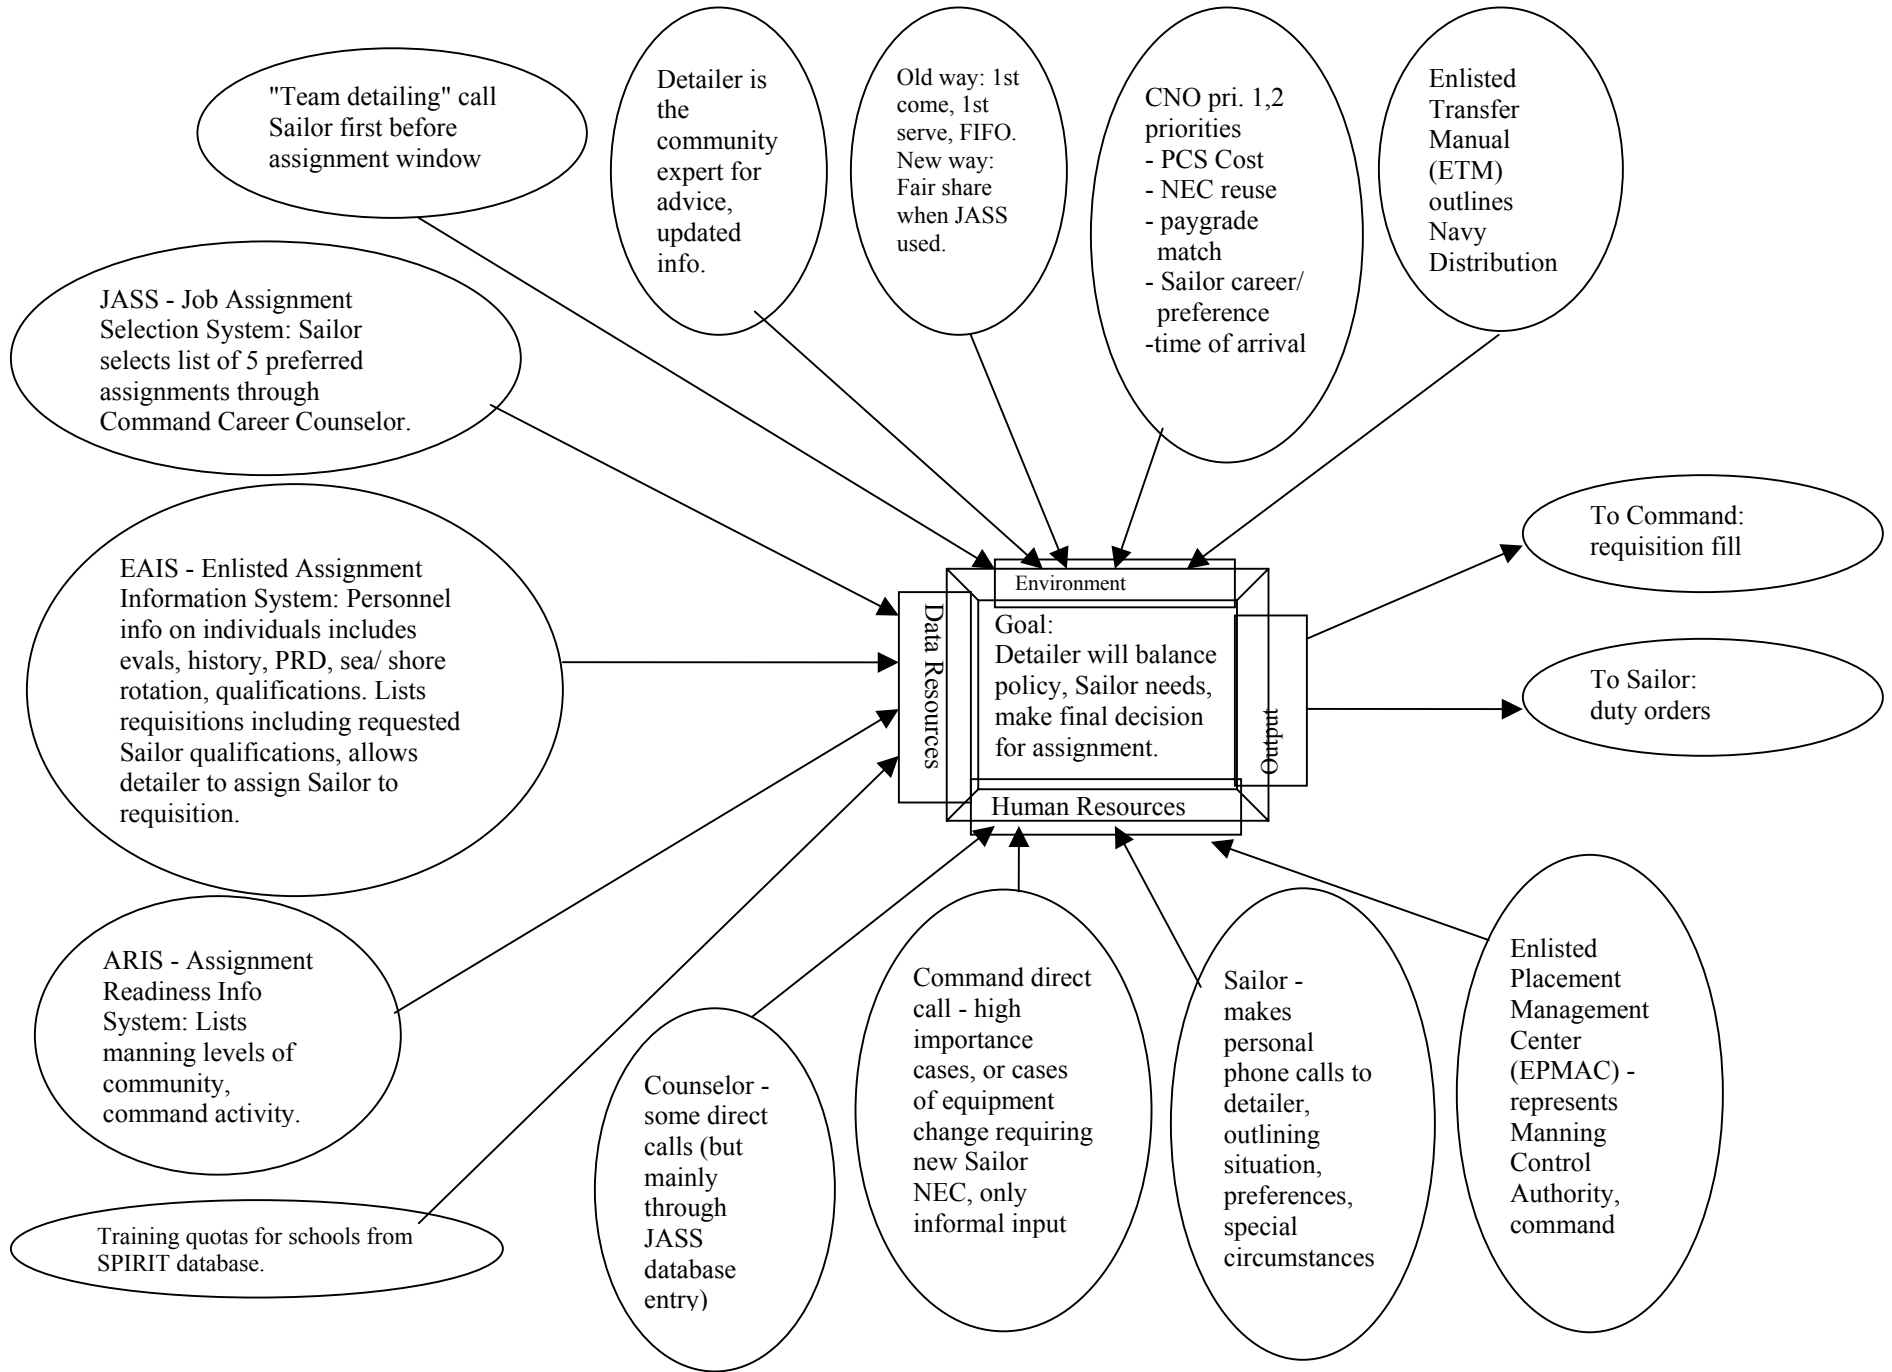 "Team detailing" call
Sailor first before
assignment window
Detailer is
the
community
expert for
advice,
updated
info.
Old way: 1st
come, 1st
serve, FIFO.
New way:
Fair share
when JASS
used.
CNO pri. 1,2
priorities
- PCS Cost
- NEC reuse
- paygrade
match
- Sailor career/
preference
-time of arrival
Enlisted
Transfer
Manual
(ETM)
outlines
Navy
Distribution
JASS - Job Assignment
Selection System: Sailor
selects list of 5 preferred
assignments through
Command Career Counselor.
EAIS - Enlisted Assignment
Information System: Personnel
info on individuals includes
evals, history, PRD, sea/ shore
rotation, qualifications. Lists
requisitions including requested
Sailor qualifications, allows
detailer to assign Sailor to
requisition.
ARIS - Assignment
Readiness Info
System: Lists
manning levels of
community,
command activity.
Training quotas for schools from
SPIRIT database.
Environment
Data Resources
Goal:
Detailer will balance
policy, Sailor needs,
make final decision
for assignment.
Output
Human Resources
To Command:
requisition fill
To Sailor:
duty orders
Counselor -
some direct
calls (but
mainly
through
JASS
database
entry)
Command direct
call - high
importance
cases, or cases
of equipment
change requiring
new Sailor
NEC, only
informal input
Sailor -
makes
personal
phone calls to
detailer,
outlining
situation,
preferences,
special
circumstances
Enlisted
Placement
Management
Center
(EPMAC) -
represents
Manning
Control
Authority,
command